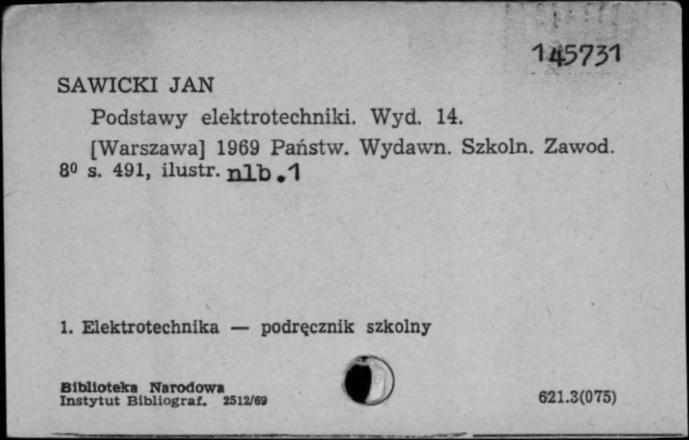 145731
SAWICKI JAN
Podstawy elektrotechniki. Wyd. 14.
[Warszawa] 1969 Państw. Wydawn. Szkoln. Zawod.
8⁰ s. 491, ilustr. nlb.1
1. Elektrotechnika — podręcznik szkolny
Biblioteka Narodowa
Instytut Bibliograf. 2512/69
621.3(075)